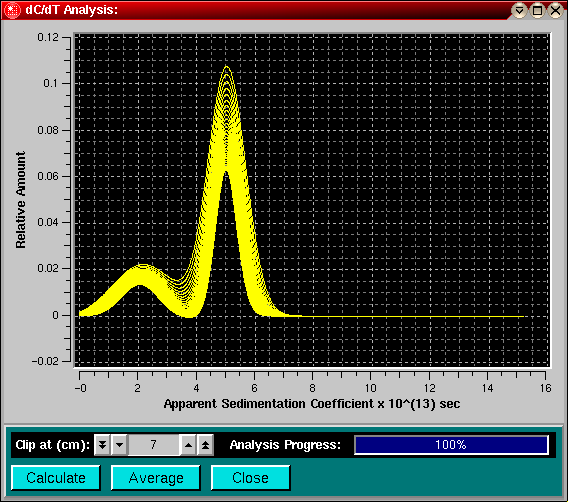 dC/dT Analysis:
0.12
0.1
0.08
0.06
0.04
0.02
0
−0.02
Relative Amount
−0 2 4 6 8 10 12 14 16
Apparent Sedimentation Coefficient x 10^(13) sec
Clip at (cm): 7 Analysis Progress: 100%
Calculate Average Close